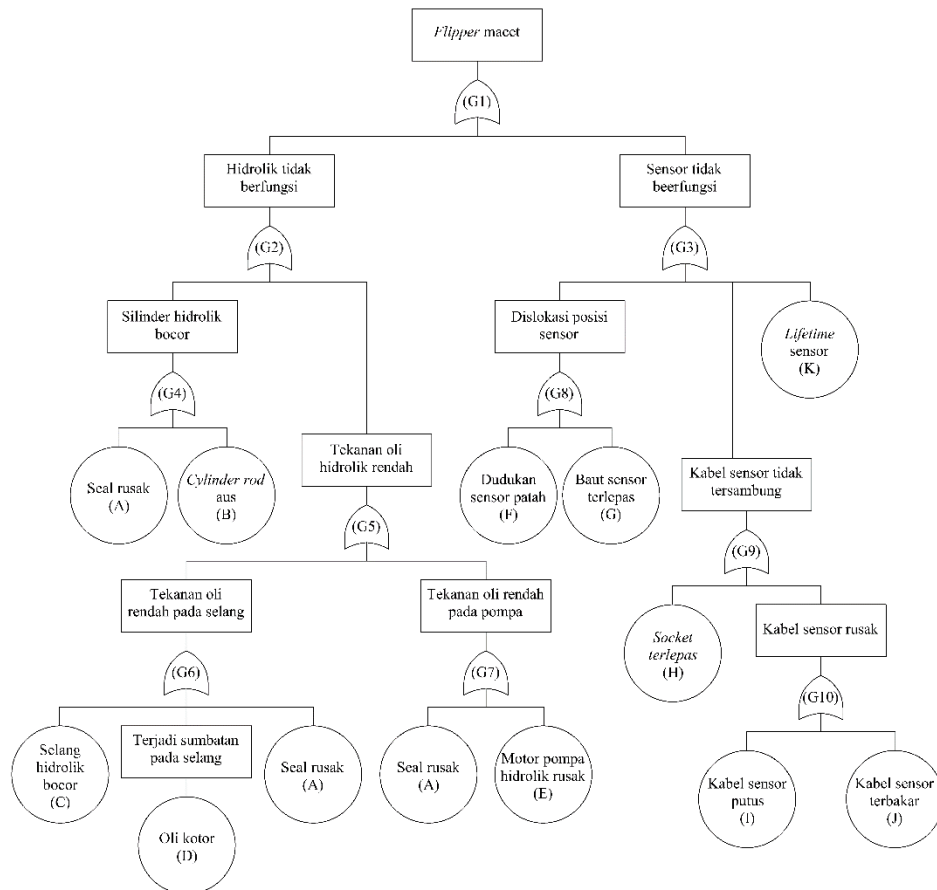 Flipper macet
(G1)
Hidrolik tidak
berfungsi
Sensor tidak
beerfungsi
(G2)
(G3)
Silinder hidrolik
bocor
Dislokasi posisi
sensor
Lifetime
sensor
(K)
(G4)
(G8)
Seal rusak
(A)
Cylinder rod
aus
(B)
Tekanan oli
hidrolik rendah
Dudukan
sensor patah
(F)
Baut sensor
terlepas
(G)
Kabel sensor tidak
tersambung
(G5)
(G9)
Tekanan oli
rendah pada selang
Tekanan oli rendah
pada pompa
Socket
terlepas
(H)
Kabel sensor rusak
(G6)
(G7)
(G10)
Selang
hidrolik
bocor
(C)
Terjadi sumbatan
pada selang
Seal rusak
(A)
Seal rusak
(A)
Motor pompa
hidrolik rusak
(E)
Kabel sensor
putus
(I)
Kabel sensor
terbakar
(J)
Oli kotor
(D)